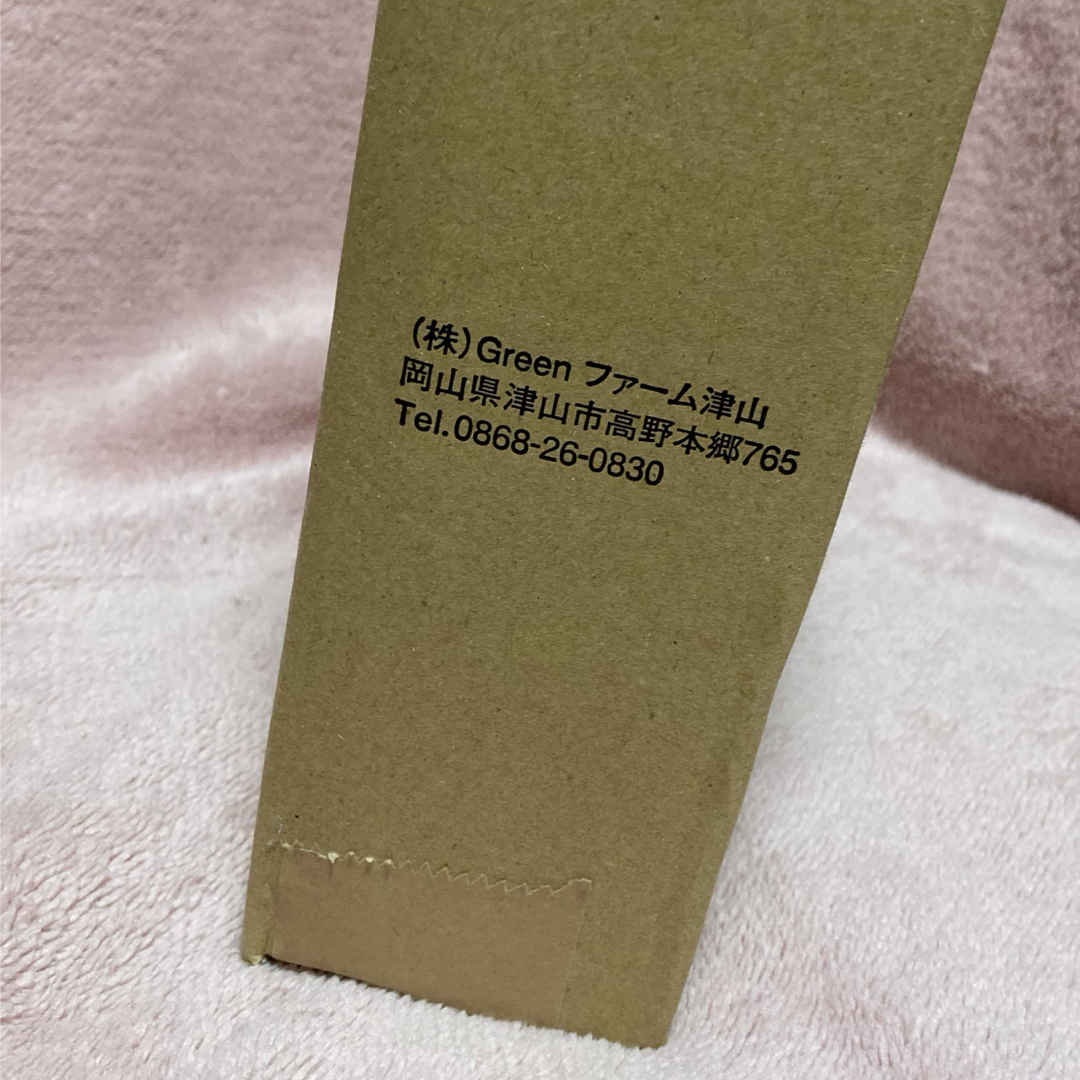 (株)Green ファーム津山
岡山県津山市高野本郷765
Tel.0868-26-0830